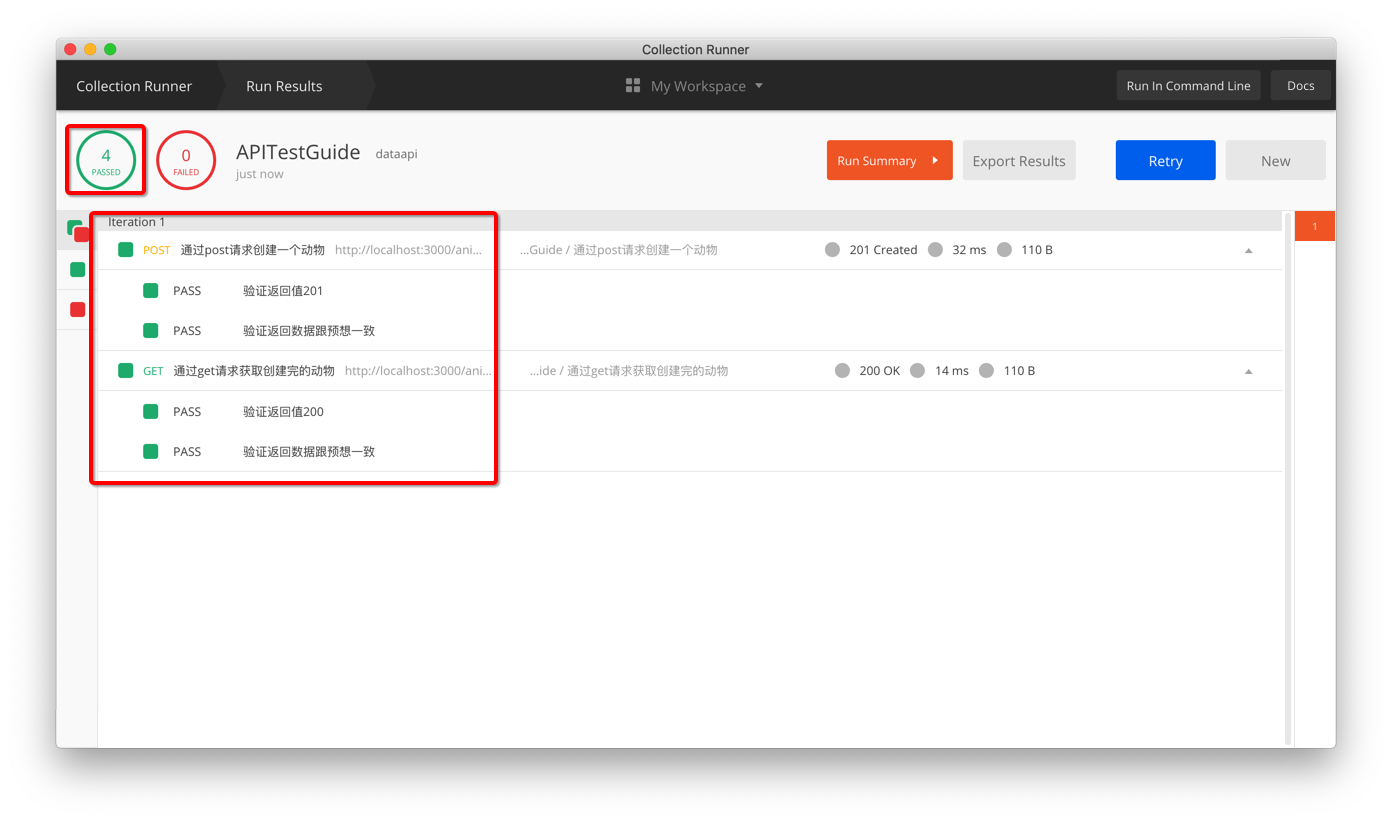 Collection Runner
Collection Runner Run Results My Workspace Run In Command Line Docs
4 PASSED 0 FAILED APITestGuide dataapi just now Run Summary Export Results Retry New
Iteration 1 1
POST 通过post请求创建一个动物 http://localhost:3000/ani... ...Guide / 通过post请求创建一个动物 201 Created 32 ms 110 B
PASS 验证返回值201
PASS 验证返回数据跟预想一致
GET 通过get请求获取创建完的动物 http://localhost:3000/ani... ...ide / 通过get请求获取创建完的动物 200 OK 14 ms 110 B
PASS 验证返回值200
PASS 验证返回数据跟预想一致